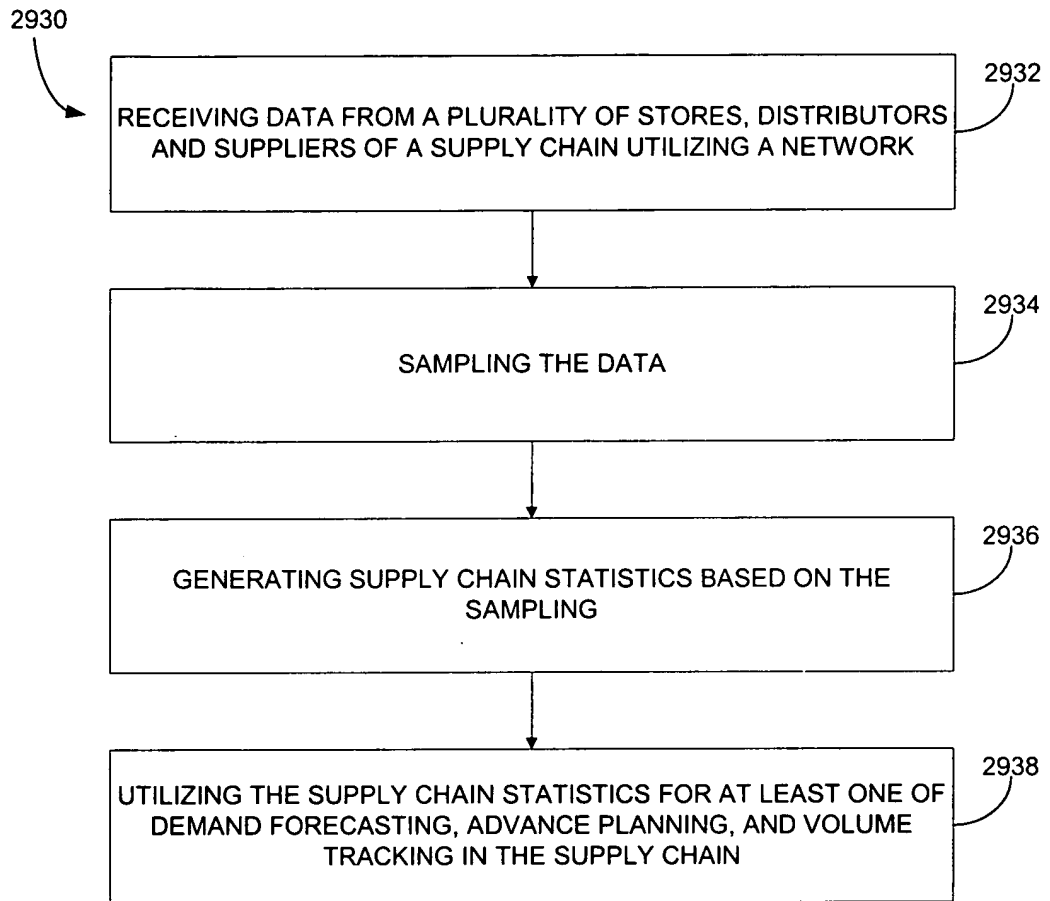 2930
2932
RECEIVING DATA FROM A PLURALITY OF STORES, DISTRIBUTORS
AND SUPPLIERS OF A SUPPLY CHAIN UTILIZING A NETWORK
2934
SAMPLING THE DATA
2936
GENERATING SUPPLY CHAIN STATISTICS BASED ON THE
SAMPLING
2938
UTILIZING THE SUPPLY CHAIN STATISTICS FOR AT LEAST ONE OF
DEMAND FORECASTING, ADVANCE PLANNING, AND VOLUME
TRACKING IN THE SUPPLY CHAIN